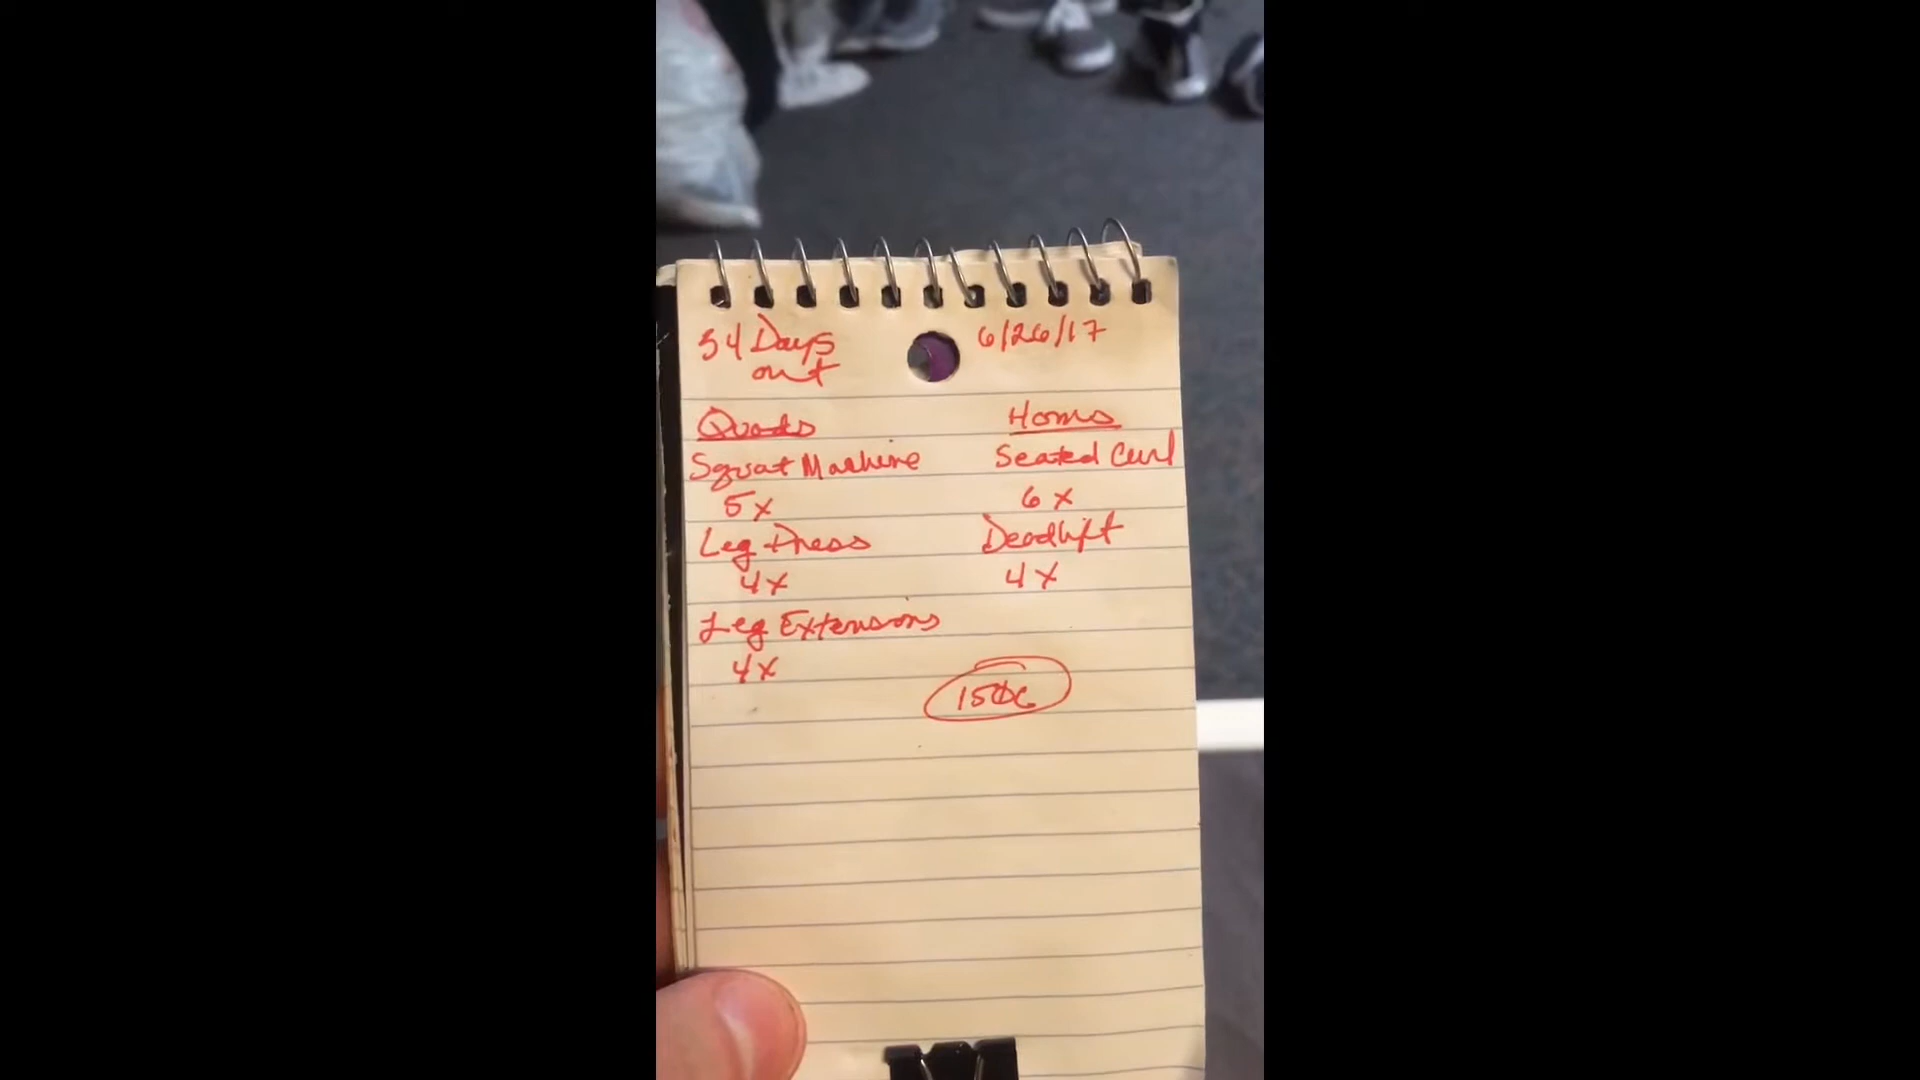 54 Days
out
6/26/17
Quads
Squat Machine
5x
Leg Press
4x
Leg Extensions
4x
Hams
Seated Curl
6x
Deadlift
4x